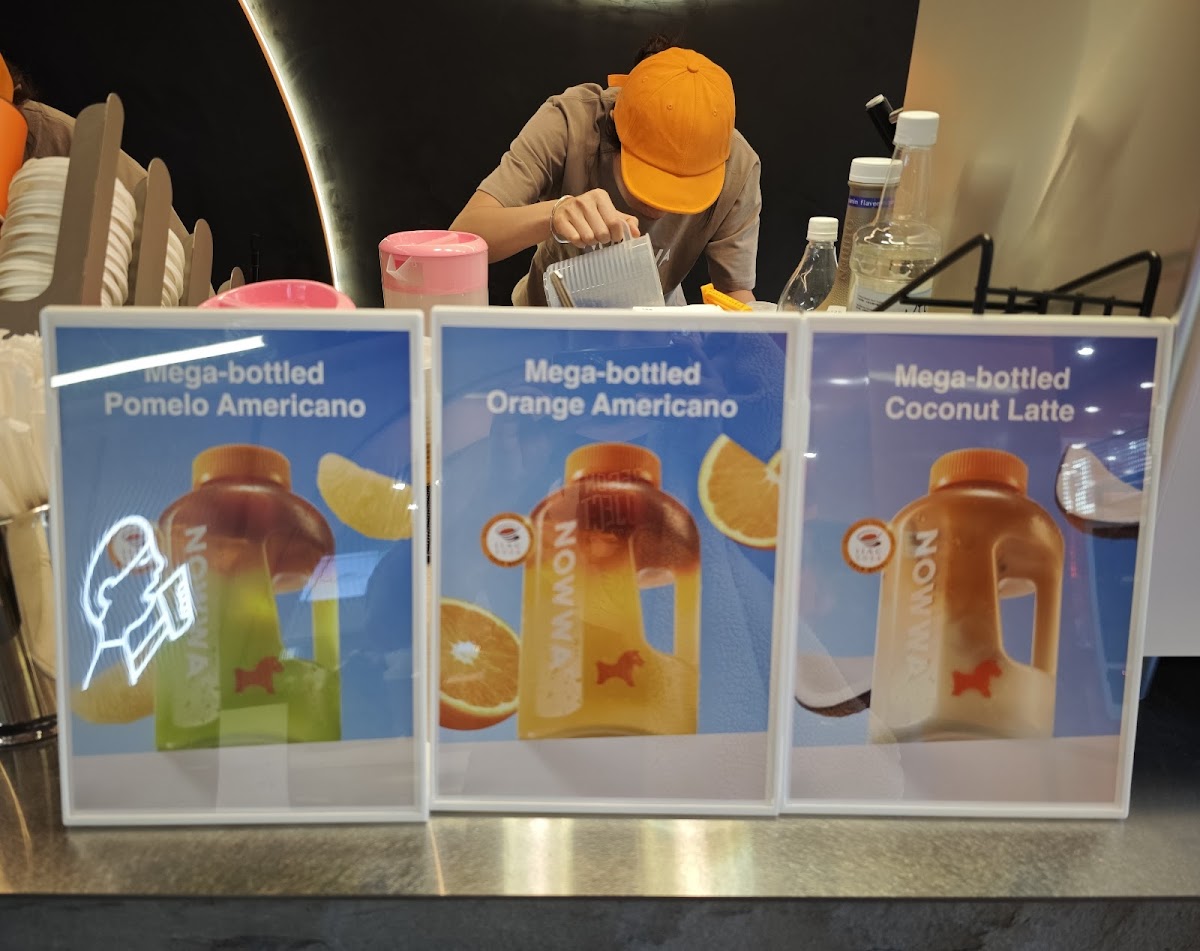 Mega-bottled
Pomelo Americano
NOWWA
Mega-bottled
Orange Americano
NOWWA
Mega-bottled
Coconut Latte
NOWWA